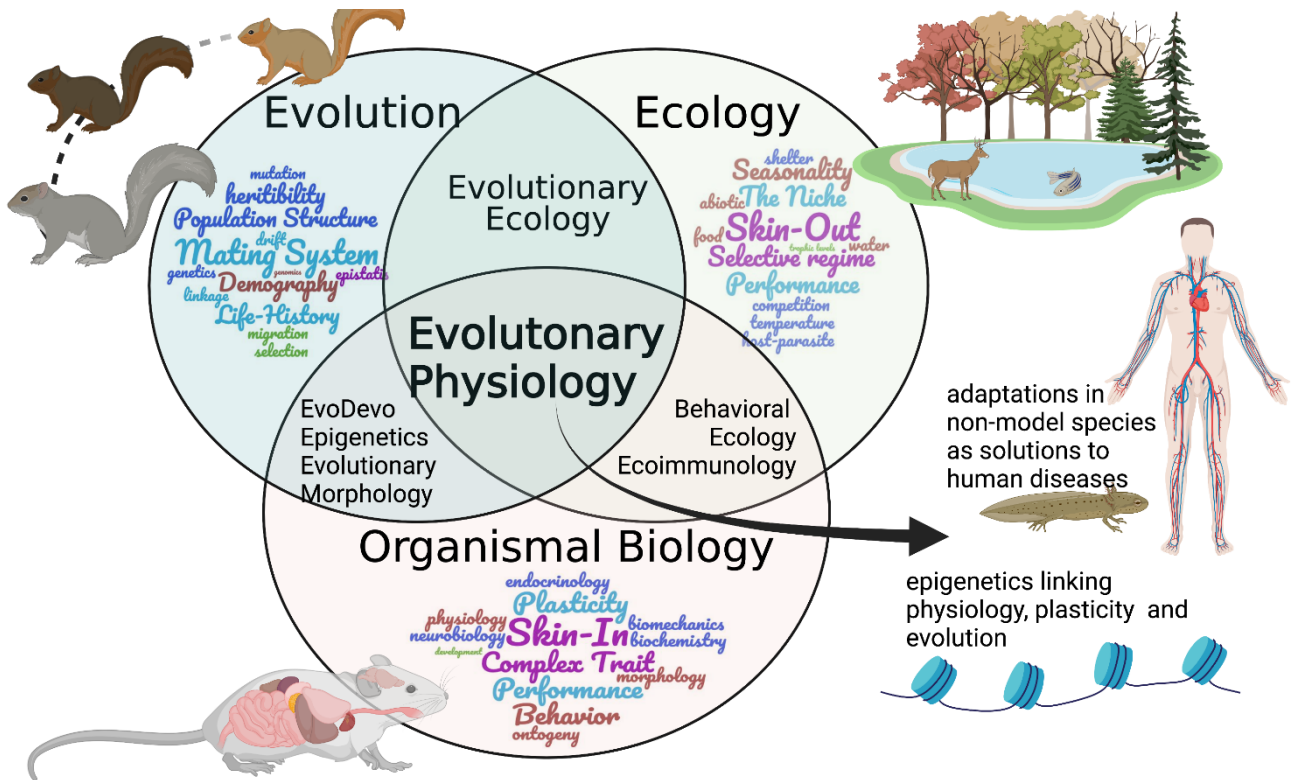 Evolution
mutation
heritibility
Population Structure
drift
Mating System
genetics
genomics
epistatis
Demography
linkage
Life-History
migration
selection
Evolutionary
Ecology
Ecology
shelter
Seasonality
abiotic
The Niche
Skin-Out
food
trophic levels
water
Selective regime
Performance
competition
temperature
host-parasite
Evolutonary
Physiology
EvoDevo
Epigenetics
Evolutionary
Morphology
Behavioral
Ecology
Ecoimmunology
Organismal Biology
endocrinology
Plasticity
physiology
biomechanics
neurobiology
Skin-In
biochemistry
development
Complex Trait
morphology
Performance
Behavior
ontogeny
adaptations in
non-model species
as solutions to
human diseases
epigenetics linking
physiology, plasticity and
evolution